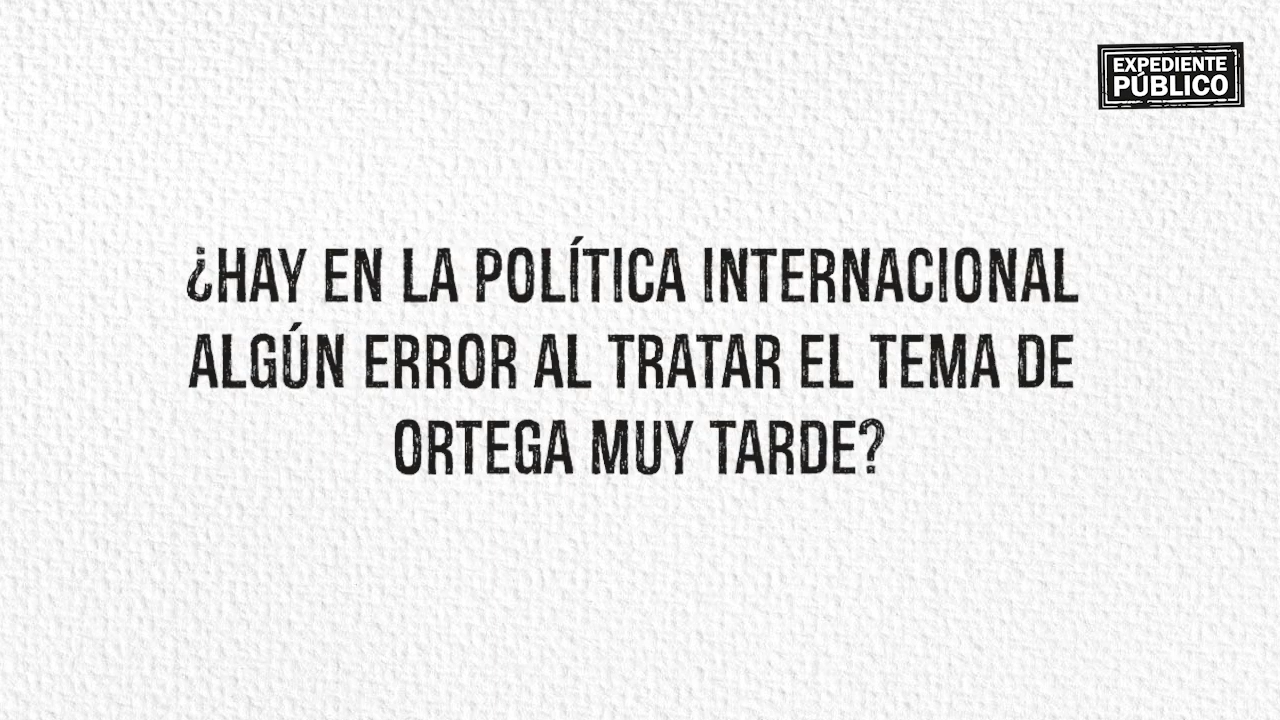 EXPEDIENTE
PÚBLICO
¿HAY EN LA POLÍTICA INTERNACIONAL
ALGÚN ERROR AL TRATAR EL TEMA DE
ORTEGA MUY TARDE?